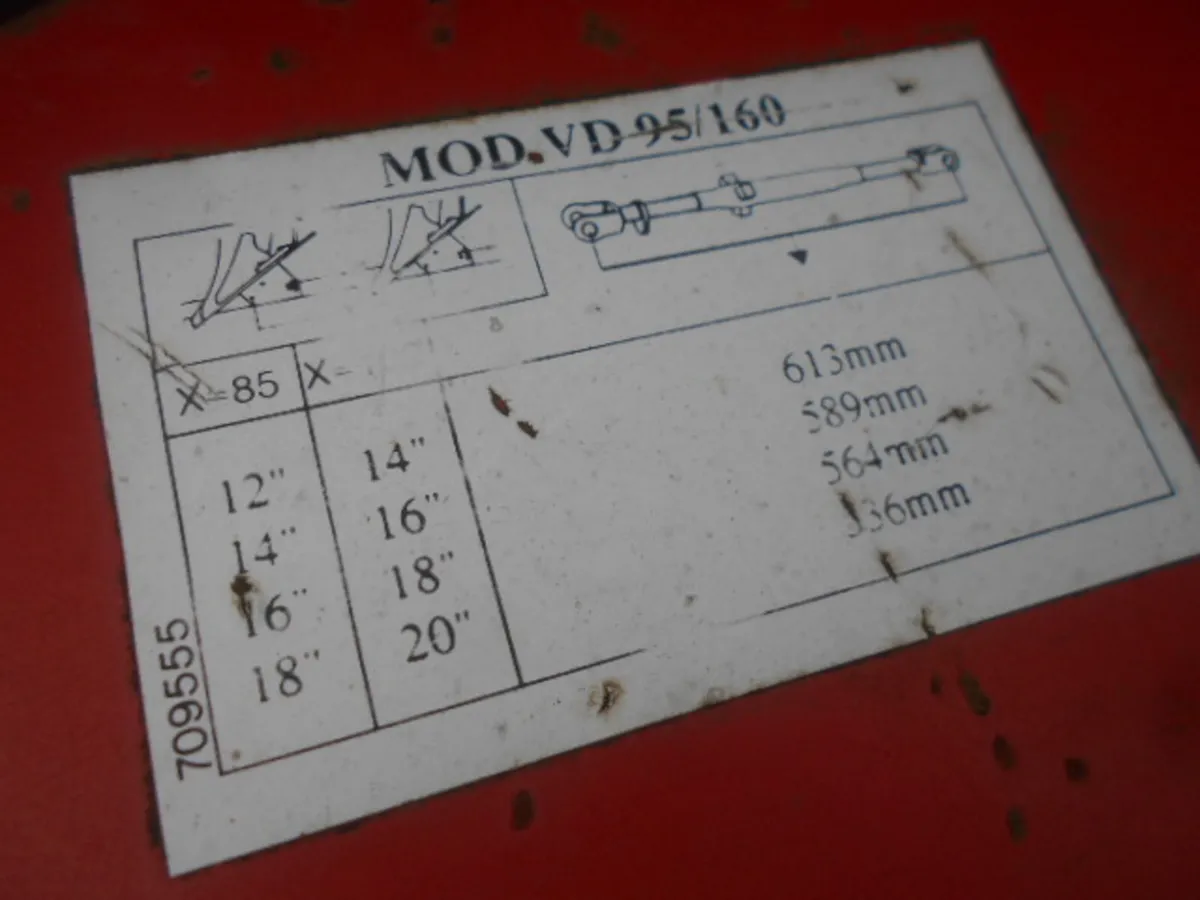 MOD.VD 95/160
X=85 X=
12" 14" 613mm
14" 16" 589mm
16" 18" 564mm
18" 20"
709555